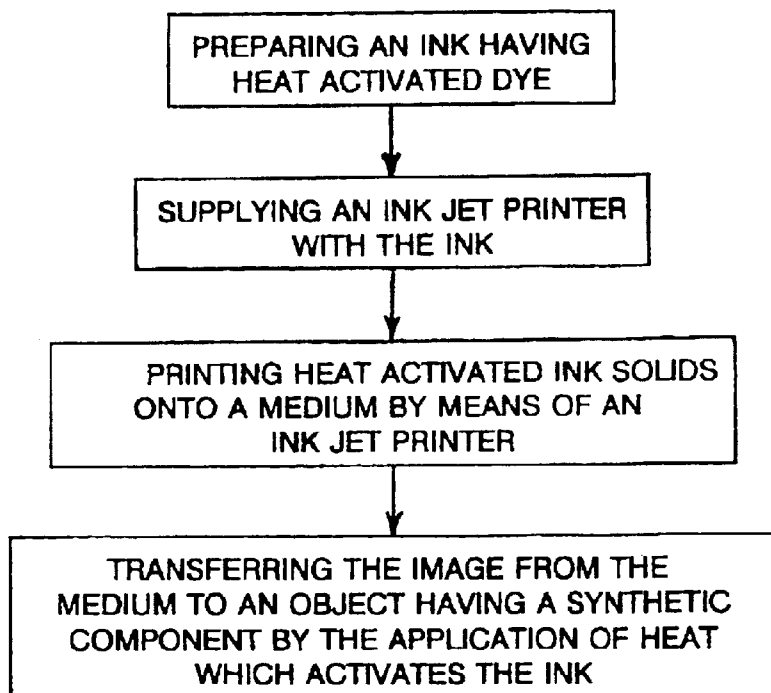 PREPARING AN INK HAVING
HEAT ACTIVATED DYE
SUPPLYING AN INK JET PRINTER
WITH THE INK
PRINTING HEAT ACTIVATED INK SOLIDS
ONTO A MEDIUM BY MEANS OF AN
INK JET PRINTER
TRANSFERRING THE IMAGE FROM THE
MEDIUM TO AN OBJECT HAVING A SYNTHETIC
COMPONENT BY THE APPLICATION OF HEAT
WHICH ACTIVATES THE INK